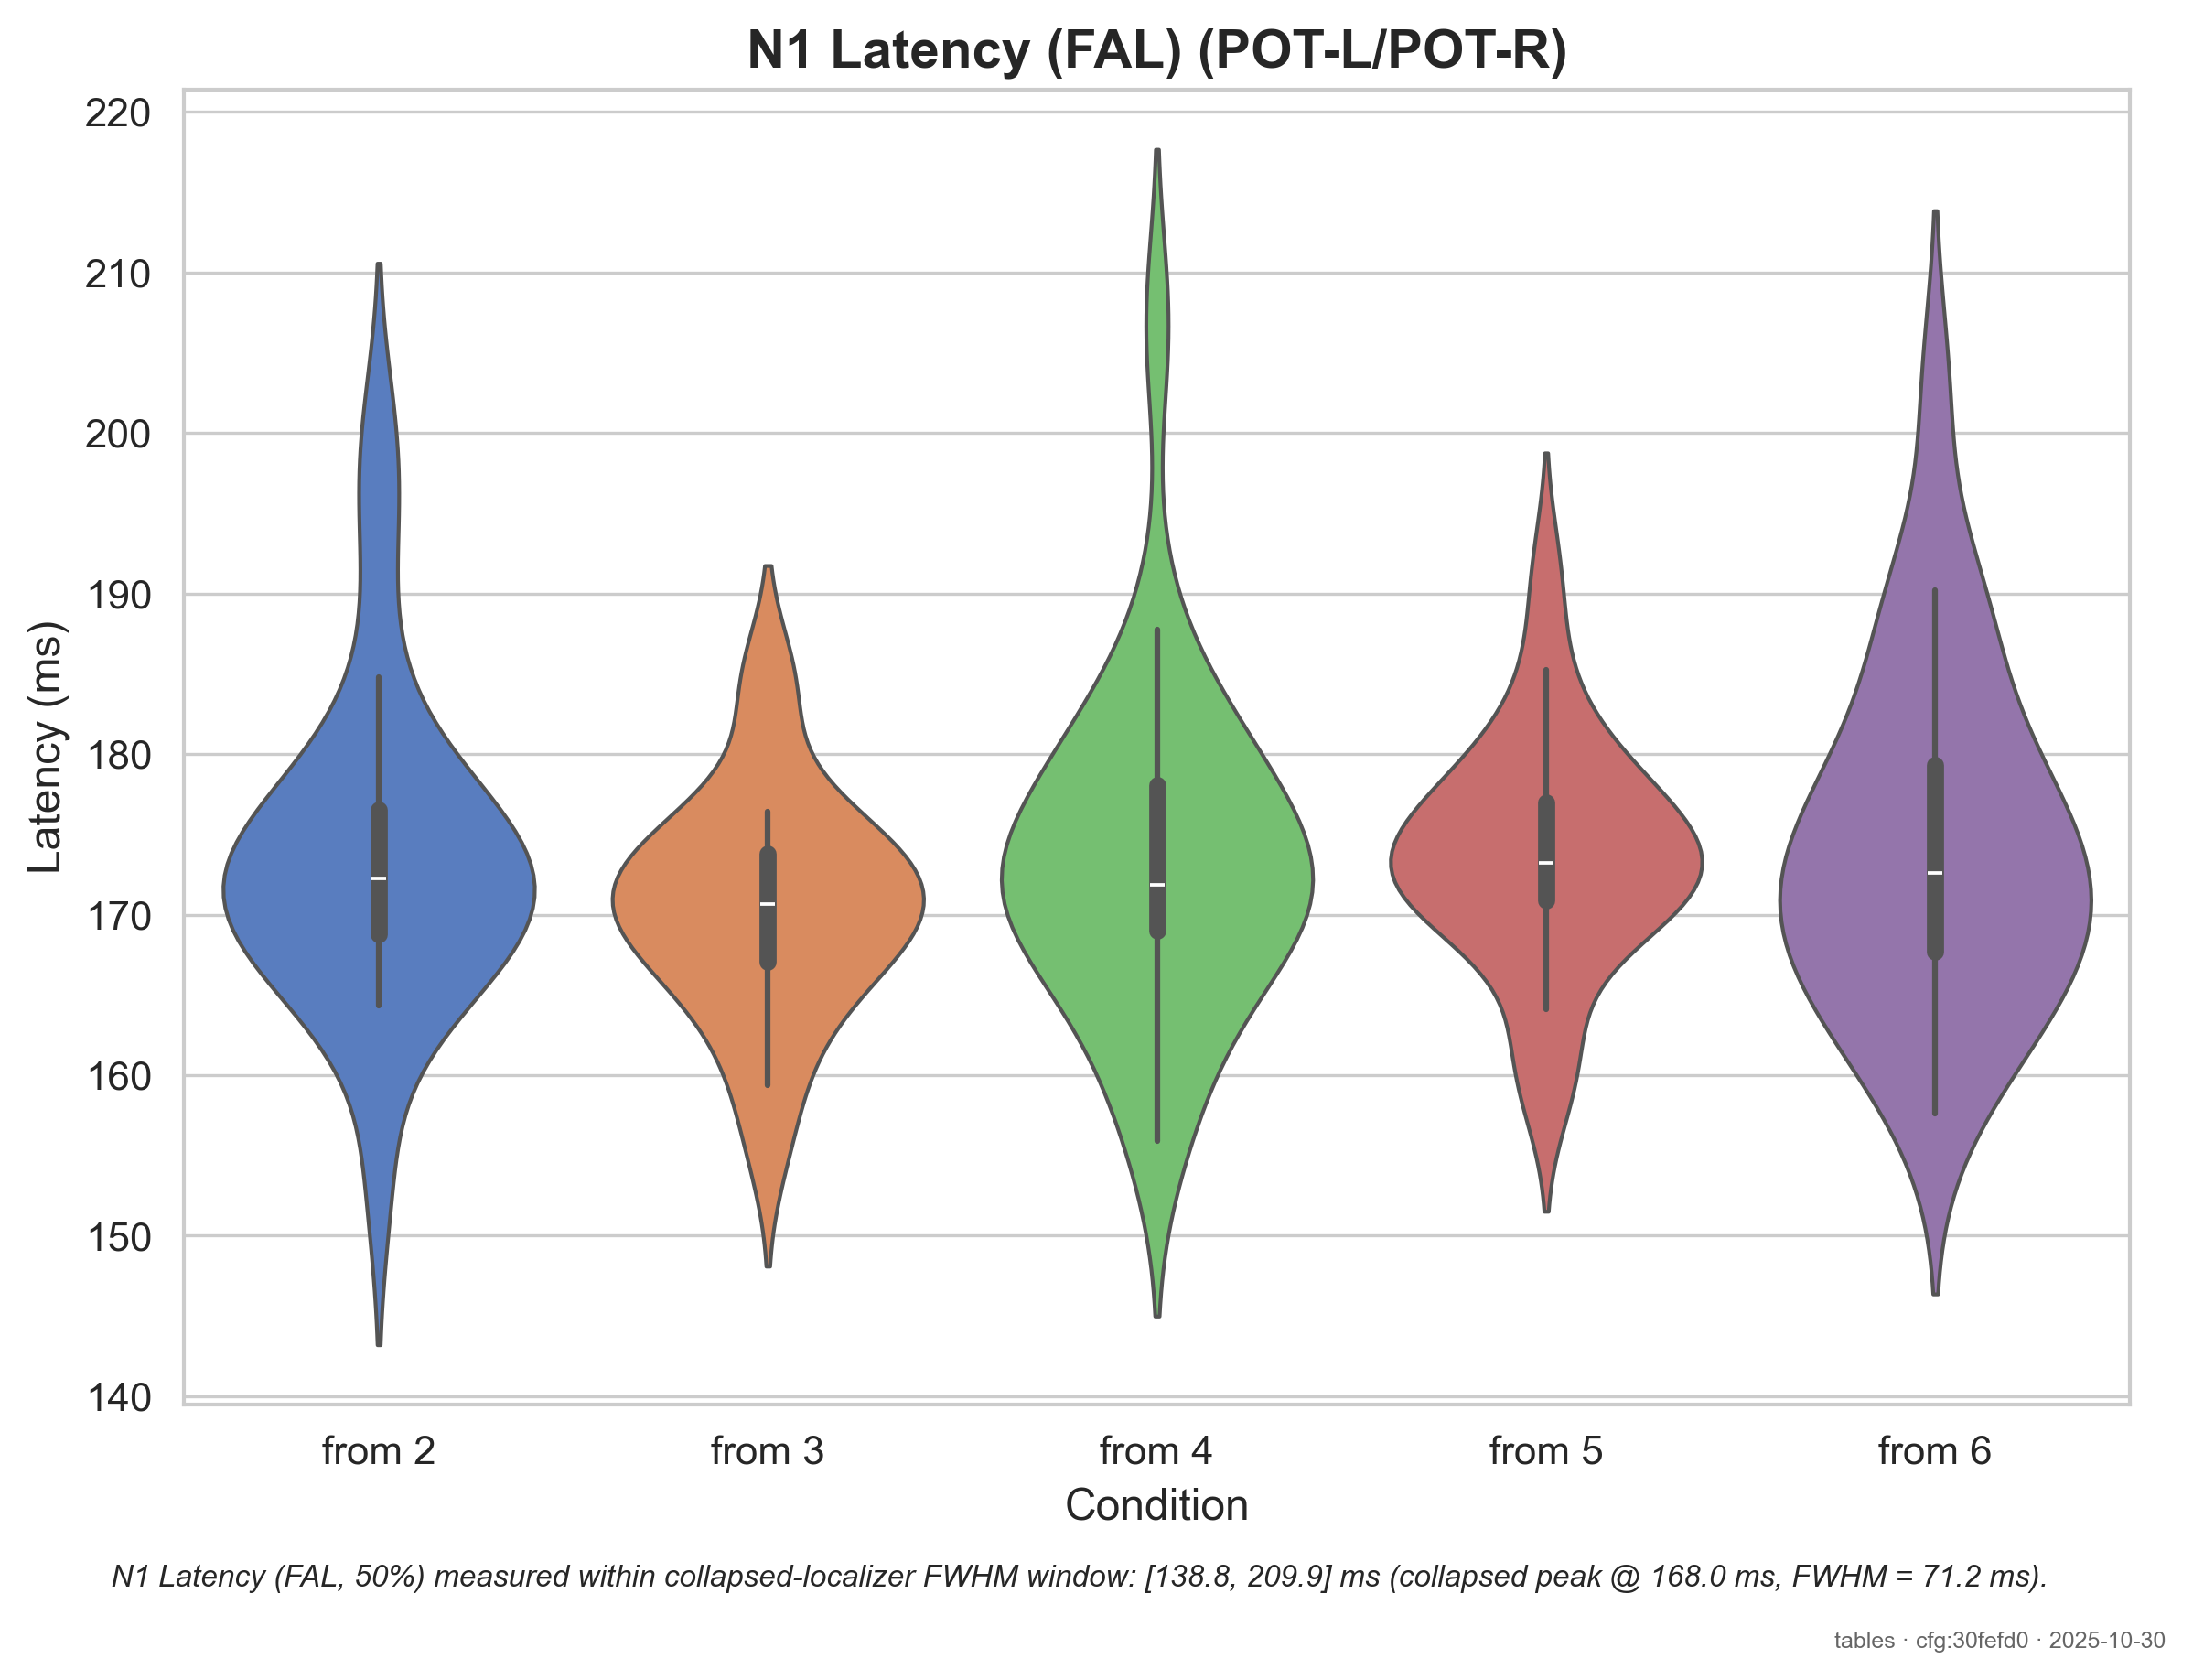 N1 Latency (FAL) (POT-L/POT-R)
220
210
200
190
180
170
160
150
140
Latency (ms)
from 2 from 3 from 4 from 5 from 6
Condition
N1 Latency (FAL, 50%) measured within collapsed-localizer FWHM window: [138.8, 209.9] ms (collapsed peak @ 168.0 ms, FWHM = 71.2 ms).
tables · cfg:30fefd0 · 2025-10-30